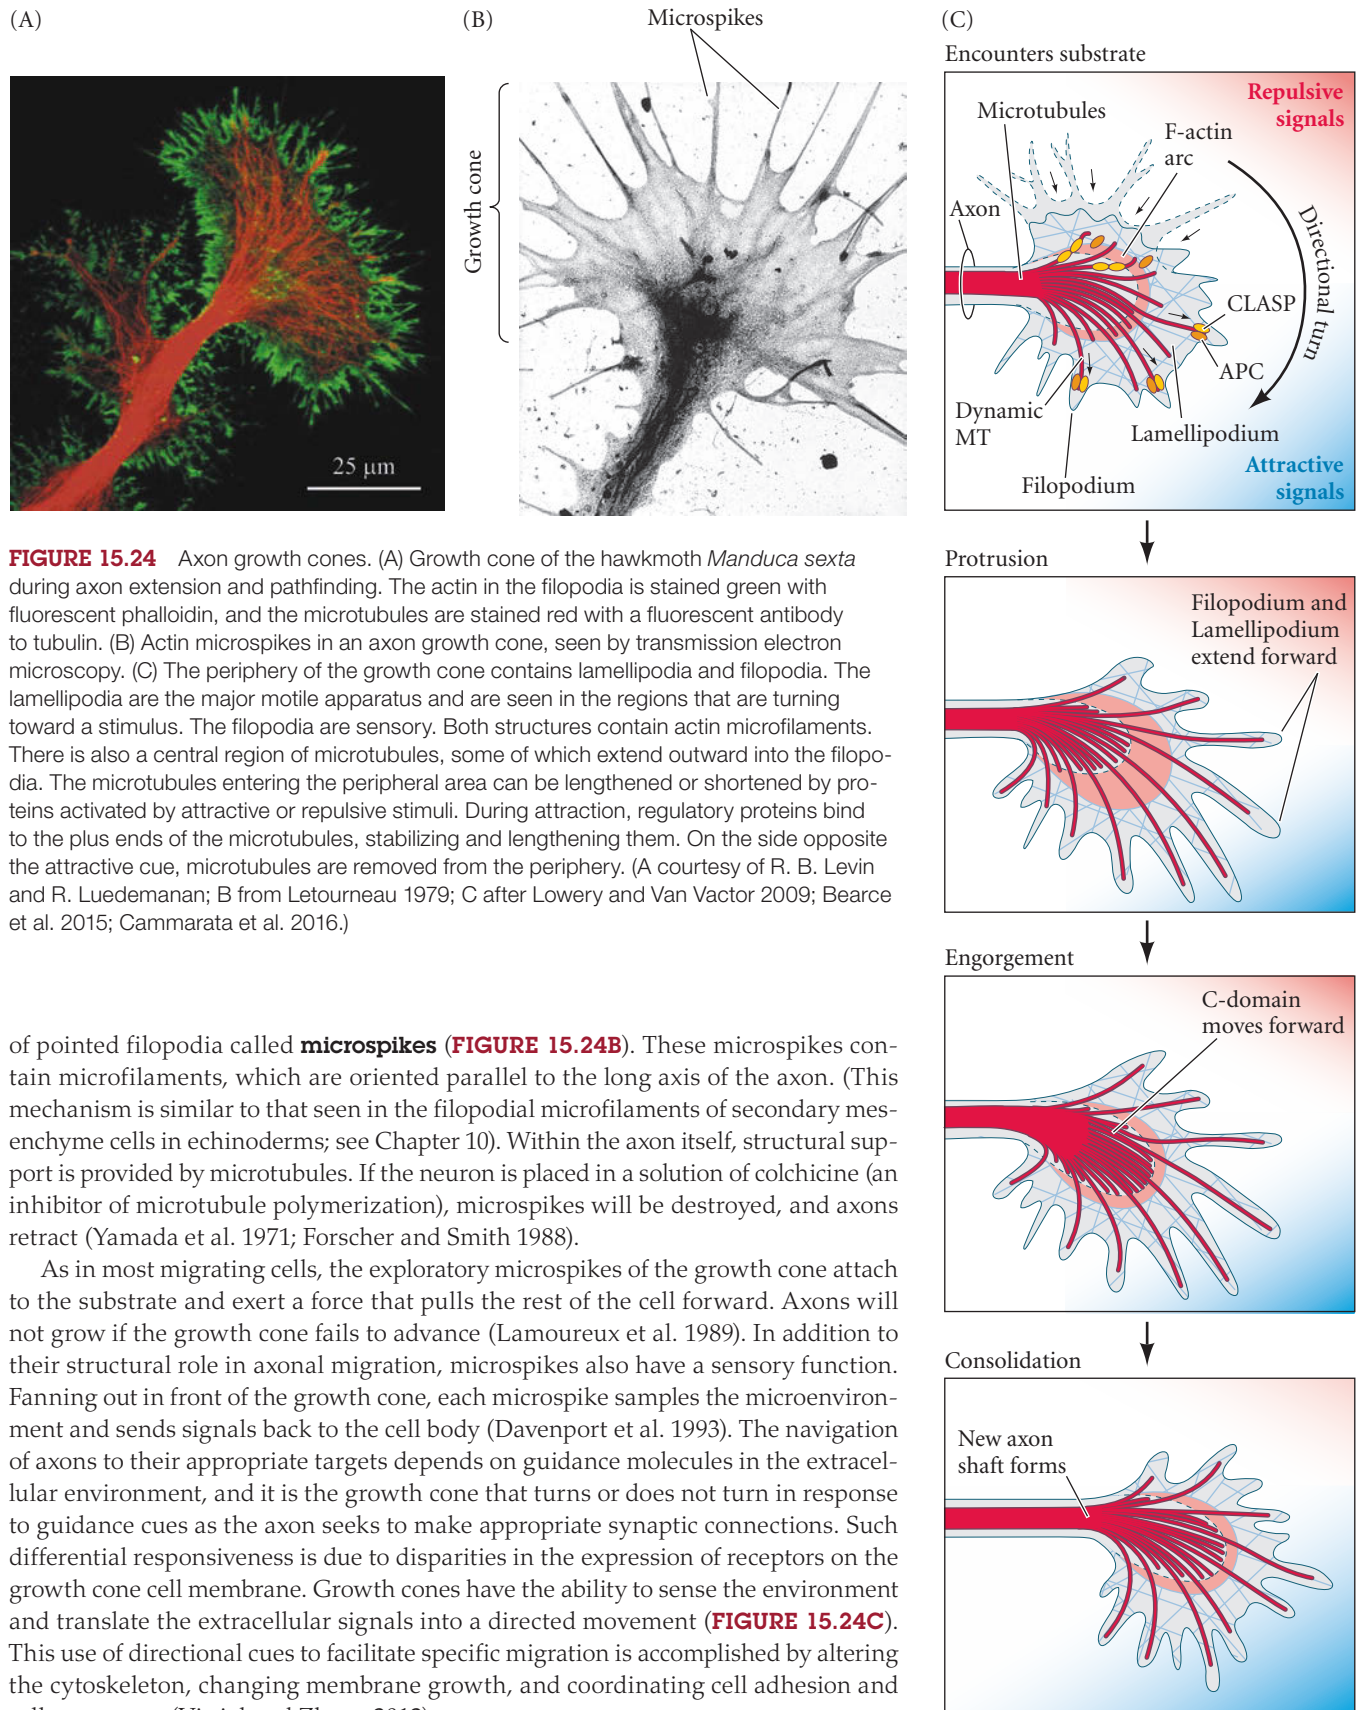 (A)
(B)
Microspikes
Growth cone
25 µm
(C)
Encounters substrate
Repulsive
signals
Microtubules
F-actin
arc
Axon
Directional turn
CLASP
APC
Dynamic
MT
Lamellipodium
Filopodium
Attractive
signals
Protrusion
Filopodium and
Lamellipodium
extend forward
Engorgement
C-domain
moves forward
Consolidation
New axon
shaft forms
FIGURE 15.24 Axon growth cones. (A) Growth cone of the hawkmoth Manduca sexta
during axon extension and pathfinding. The actin in the filopodia is stained green with
fluorescent phalloidin, and the microtubules are stained red with a fluorescent antibody
to tubulin. (B) Actin microspikes in an axon growth cone, seen by transmission electron
microscopy. (C) The periphery of the growth cone contains lamellipodia and filopodia. The
lamellipodia are the major motile apparatus and are seen in the regions that are turning
toward a stimulus. The filopodia are sensory. Both structures contain actin microfilaments.
There is also a central region of microtubules, some of which extend outward into the filopo-
dia. The microtubules entering the peripheral area can be lengthened or shortened by pro-
teins activated by attractive or repulsive stimuli. During attraction, regulatory proteins bind
to the plus ends of the microtubules, stabilizing and lengthening them. On the side opposite
the attractive cue, microtubules are removed from the periphery. (A courtesy of R. B. Levin
and R. Luedemanan; B from Letourneau 1979; C after Lowery and Van Vactor 2009; Bearce
et al. 2015; Cammarata et al. 2016.)
of pointed filopodia called microspikes (FIGURE 15.24B). These microspikes con-
tain microfilaments, which are oriented parallel to the long axis of the axon. (This
mechanism is similar to that seen in the filopodial microfilaments of secondary mes-
enchyme cells in echinoderms; see Chapter 10). Within the axon itself, structural sup-
port is provided by microtubules. If the neuron is placed in a solution of colchicine (an
inhibitor of microtubule polymerization), microspikes will be destroyed, and axons
retract (Yamada et al. 1971; Forscher and Smith 1988).
As in most migrating cells, the exploratory microspikes of the growth cone attach
to the substrate and exert a force that pulls the rest of the cell forward. Axons will
not grow if the growth cone fails to advance (Lamoureux et al. 1989). In addition to
their structural role in axonal migration, microspikes also have a sensory function.
Fanning out in front of the growth cone, each microspike samples the microenviron-
ment and sends signals back to the cell body (Davenport et al. 1993). The navigation
of axons to their appropriate targets depends on guidance molecules in the extracel-
lular environment, and it is the growth cone that turns or does not turn in response
to guidance cues as the axon seeks to make appropriate synaptic connections. Such
differential responsiveness is due to disparities in the expression of receptors on the
growth cone cell membrane. Growth cones have the ability to sense the environment
and translate the extracellular signals into a directed movement (FIGURE 15.24C).
This use of directional cues to facilitate specific migration is accomplished by altering
the cytoskeleton, changing membrane growth, and coordinating cell adhesion and